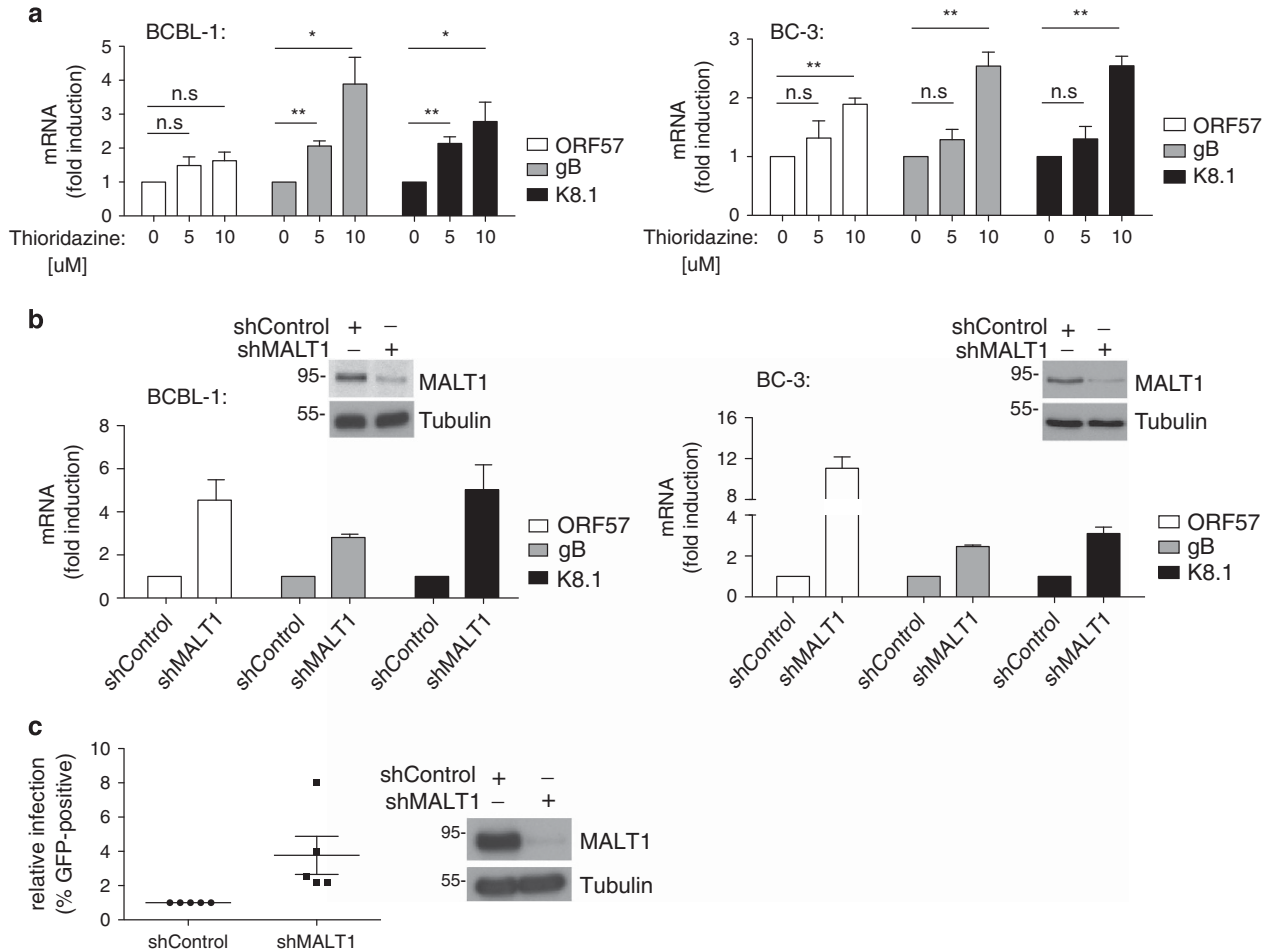 a
BCBL-1:
mRNA
(fold induction)
5
4
3
2
1
0
n.s
n.s
**
*
**
*
ORF57
gB
K8.1
Thioridazine:
0 5 10 0 5 10 0 5 10
[uM]
BC-3:
mRNA
(fold induction)
3
2
1
0
n.s
**
n.s
**
n.s
**
ORF57
gB
K8.1
Thioridazine:
0 5 10 0 5 10 0 5 10
[uM]
b
shControl + –
shMALT1 – +
95-
MALT1
55-
Tubulin
BCBL-1:
mRNA
(fold induction)
8
6
4
2
0
ORF57
gB
K8.1
shControl
shMALT1
shControl
shMALT1
shControl
shMALT1
shControl + –
shMALT1 – +
95-
MALT1
55-
Tubulin
BC-3:
mRNA
(fold induction)
16
12
8
4
2
0
ORF57
gB
K8.1
shControl
shMALT1
shControl
shMALT1
shControl
shMALT1
c
relative infection
(% GFP-positive)
10
8
6
4
2
0
shControl
shMALT1
shControl + –
shMALT1 – +
95-
MALT1
55-
Tubulin